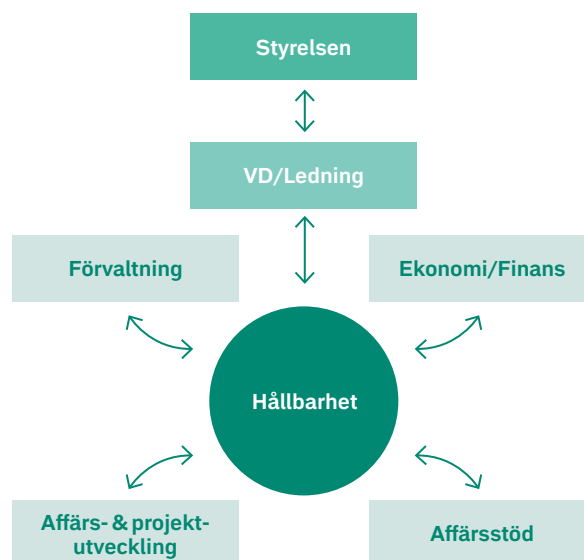 Styrelsen
VD/Ledning
Förvaltning
Ekonomi/Finans
Hållbarhet
Affärs- & projekt-
utveckling
Affärsstöd